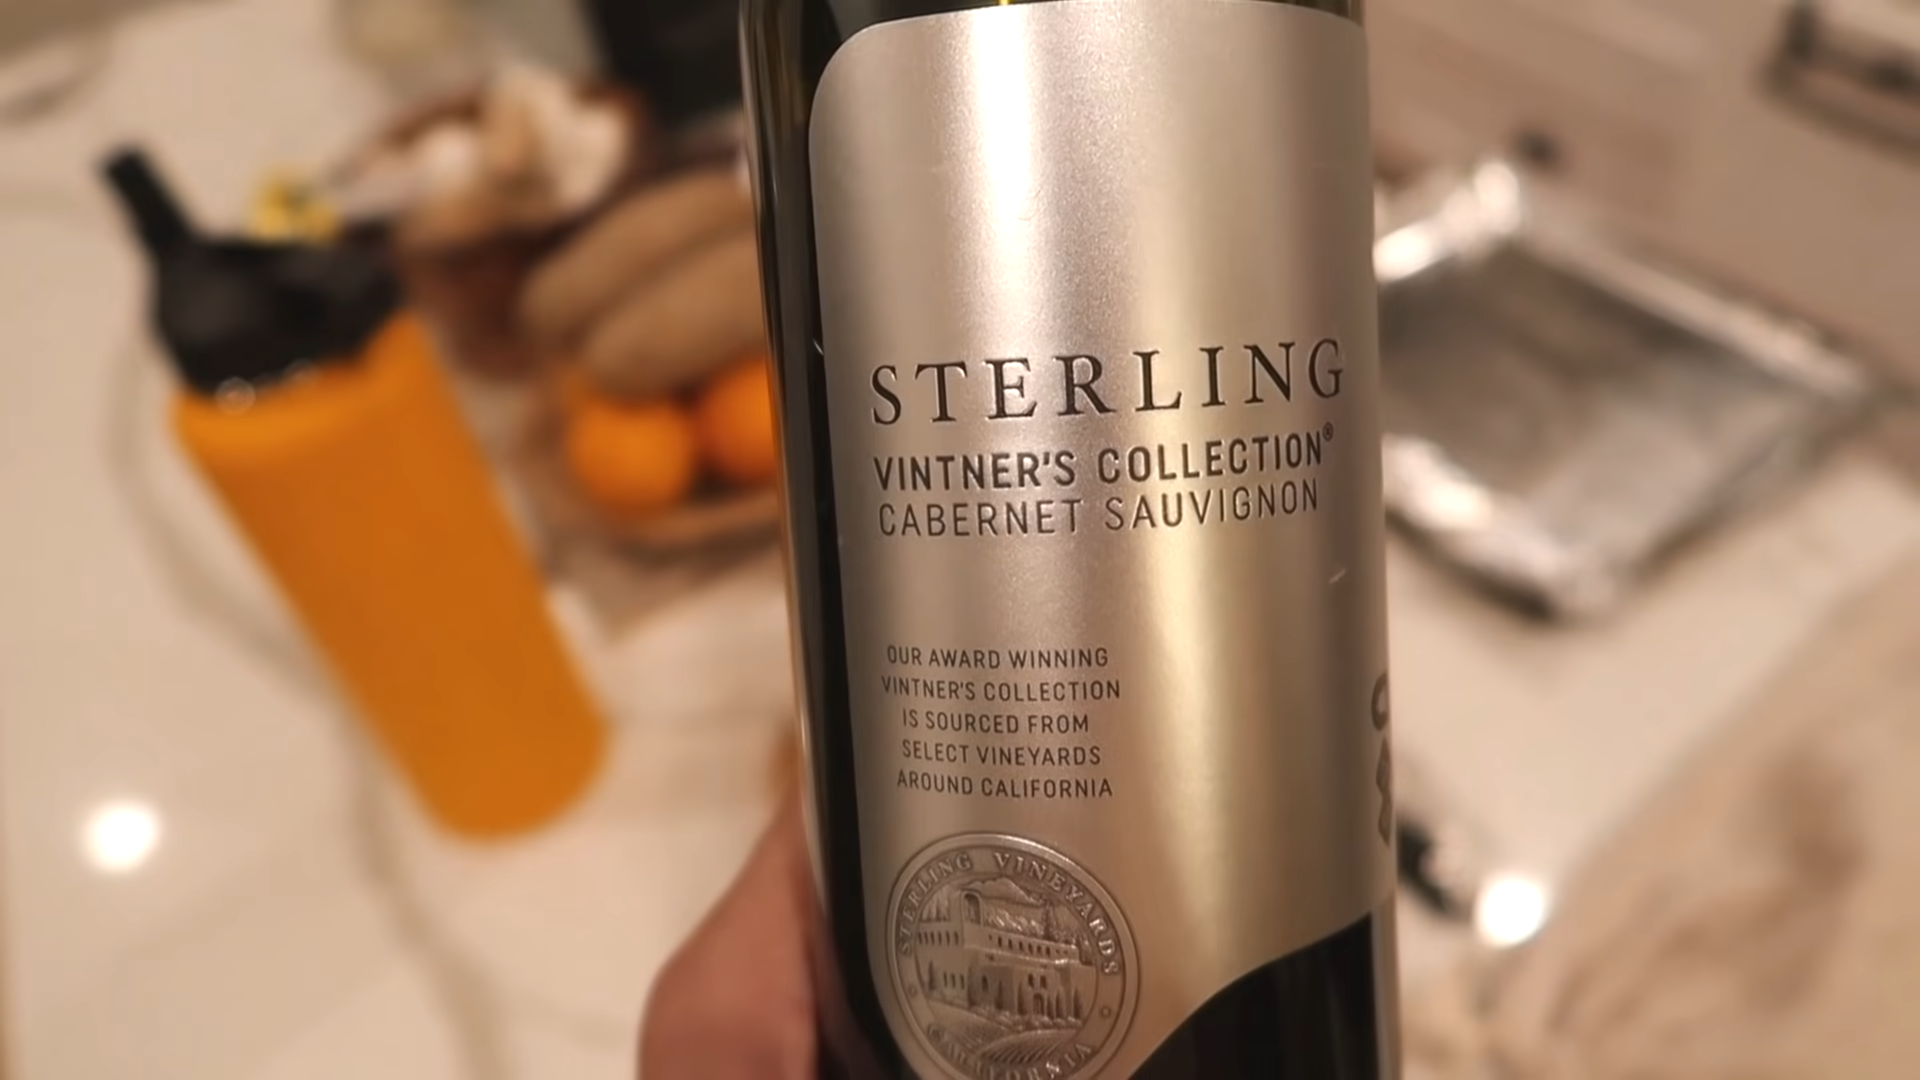 STERLING
VINTNER'S COLLECTION®
CABERNET SAUVIGNON
OUR AWARD WINNING
VINTNER'S COLLECTION
IS SOURCED FROM
SELECT VINEYARDS
AROUND CALIFORNIA
STERLING VINEYARDS
CALIFORNIA